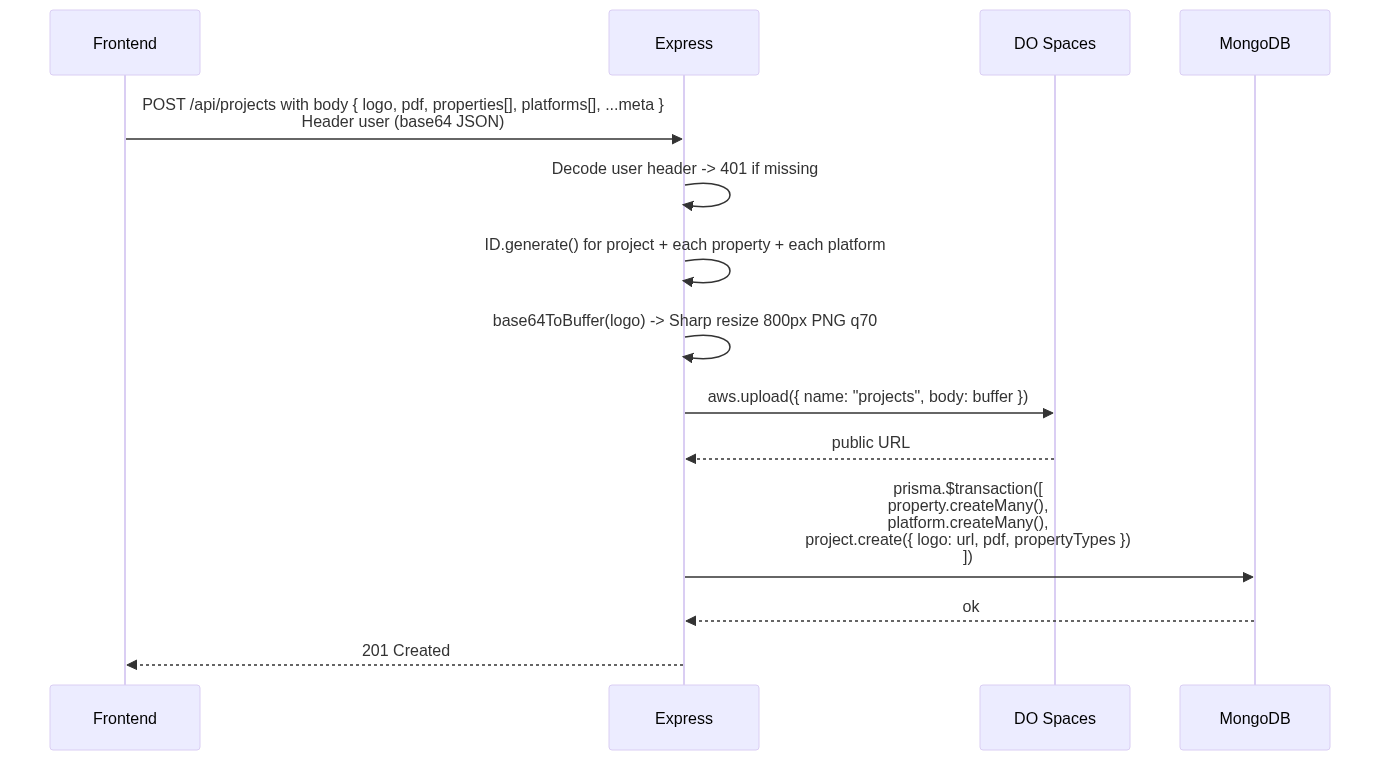 Frontend
Express
DO Spaces
MongoDB
POST /api/projects with body { logo, pdf, properties[], platforms[], ...meta }
Header user (base64 JSON)
Decode user header -> 401 if missing
ID.generate() for project + each property + each platform
base64ToBuffer(logo) -> Sharp resize 800px PNG q70
aws.upload({ name: "projects", body: buffer })
public URL
prisma.$transaction([
property.createMany(),
platform.createMany(),
project.create({ logo: url, pdf, propertyTypes })
])
ok
201 Created
Frontend
Express
DO Spaces
MongoDB